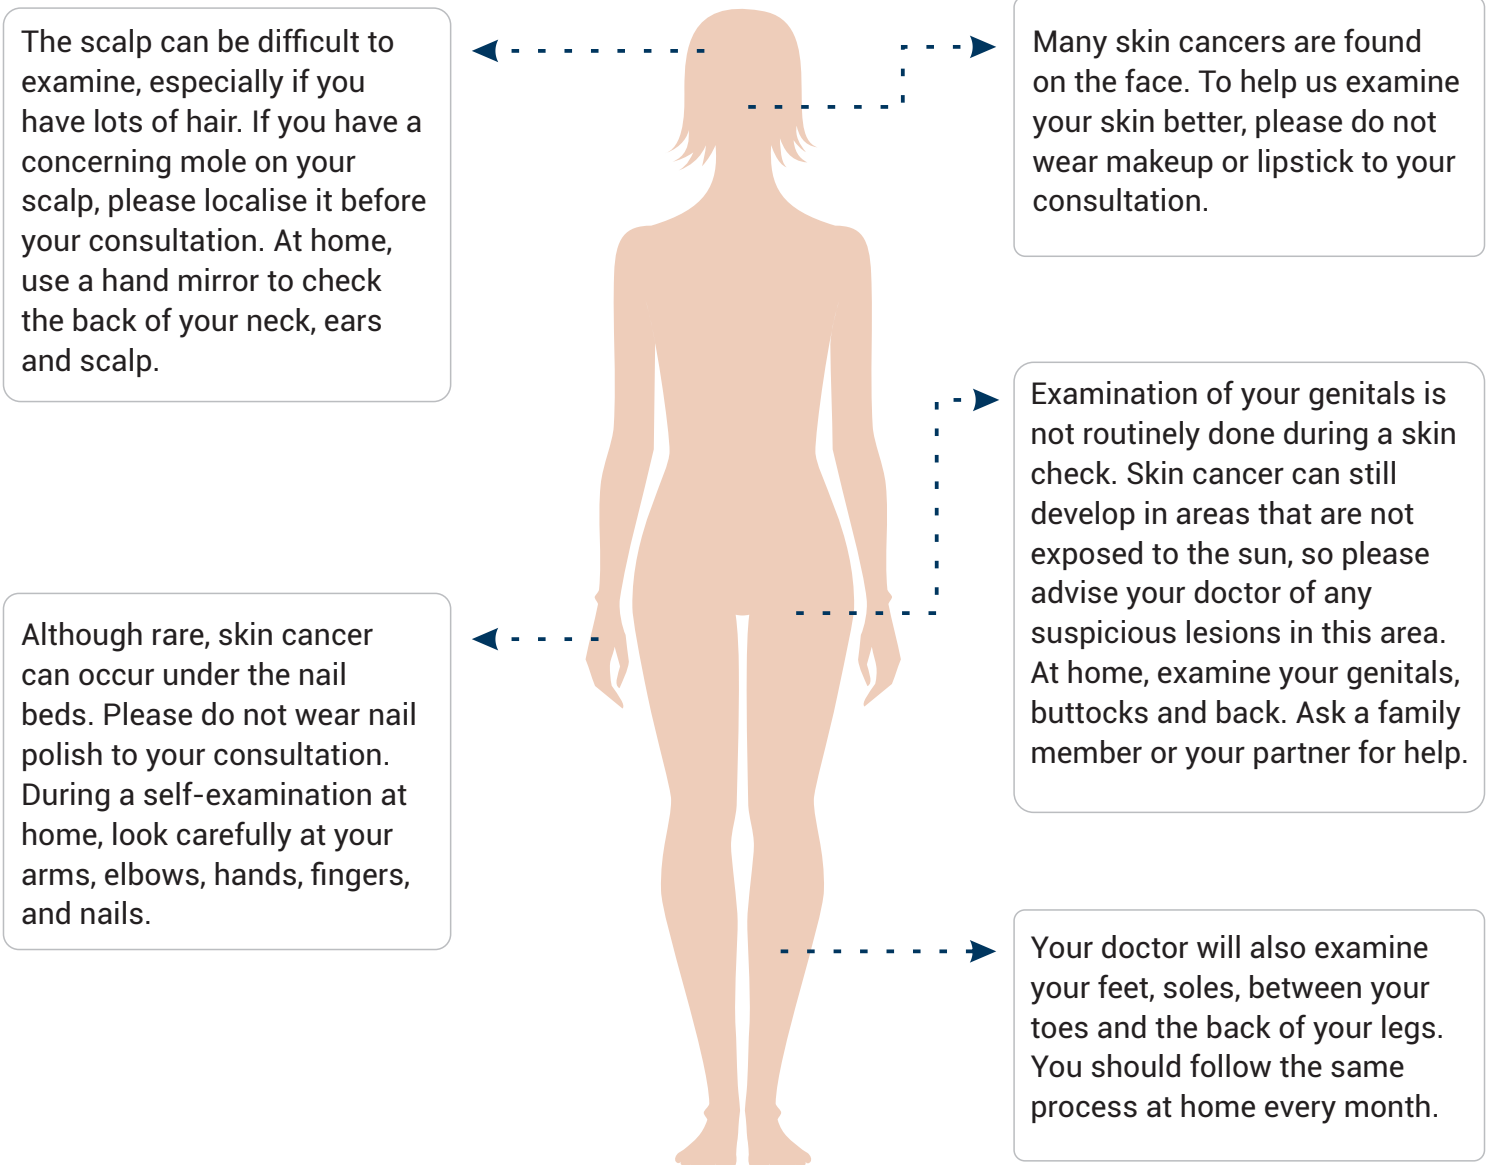 The scalp can be difficult to
examine, especially if you
have lots of hair. If you have a
concerning mole on your
scalp, please localise it before
your consultation. At home,
use a hand mirror to check
the back of your neck, ears
and scalp.
Many skin cancers are found
on the face. To help us examine
your skin better, please do not
wear makeup or lipstick to your
consultation.
Examination of your genitals is
not routinely done during a skin
check. Skin cancer can still
develop in areas that are not
exposed to the sun, so please
advise your doctor of any
suspicious lesions in this area.
At home, examine your genitals,
buttocks and back. Ask a family
member or your partner for help.
Although rare, skin cancer
can occur under the nail
beds. Please do not wear nail
polish to your consultation.
During a self-examination at
home, look carefully at your
arms, elbows, hands, fingers,
and nails.
Your doctor will also examine
your feet, soles, between your
toes and the back of your legs.
You should follow the same
process at home every month.